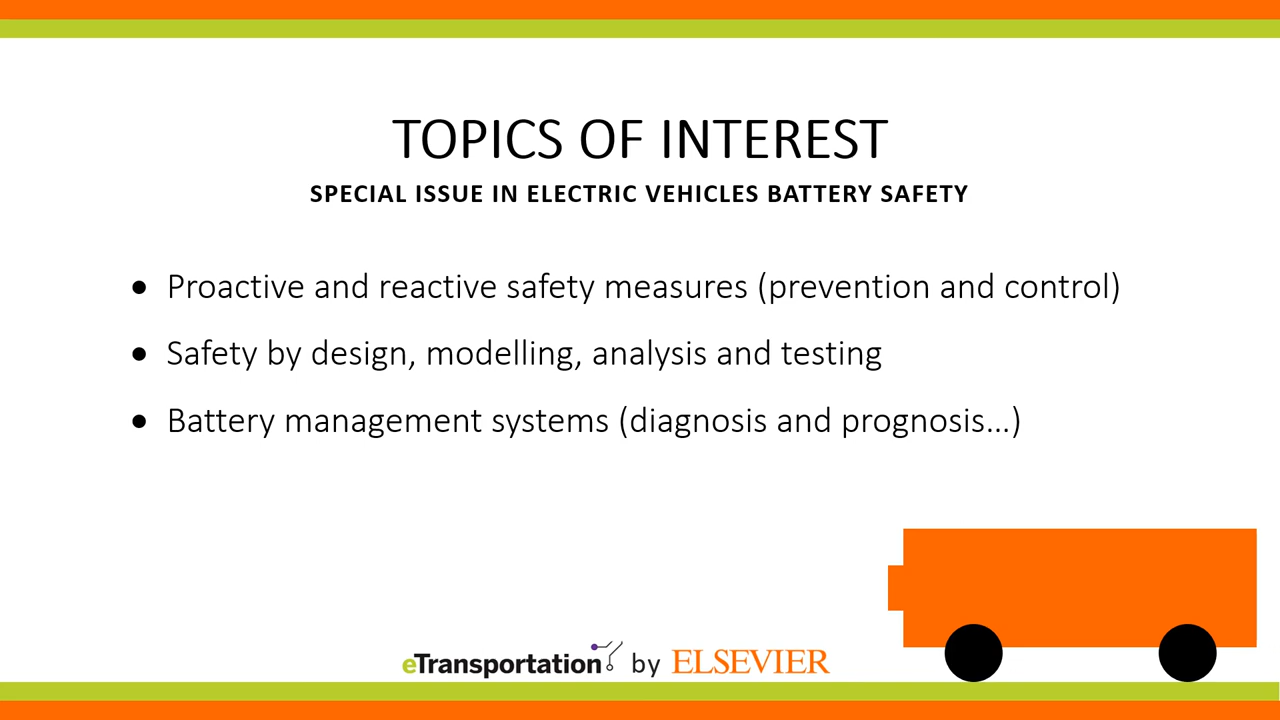 TOPICS OF INTEREST
SPECIAL ISSUE IN ELECTRIC VEHICLES BATTERY SAFETY
• Proactive and reactive safety measures (prevention and control)
• Safety by design, modelling, analysis and testing
• Battery management systems (diagnosis and prognosis...)
eTransportation by ELSEVIER